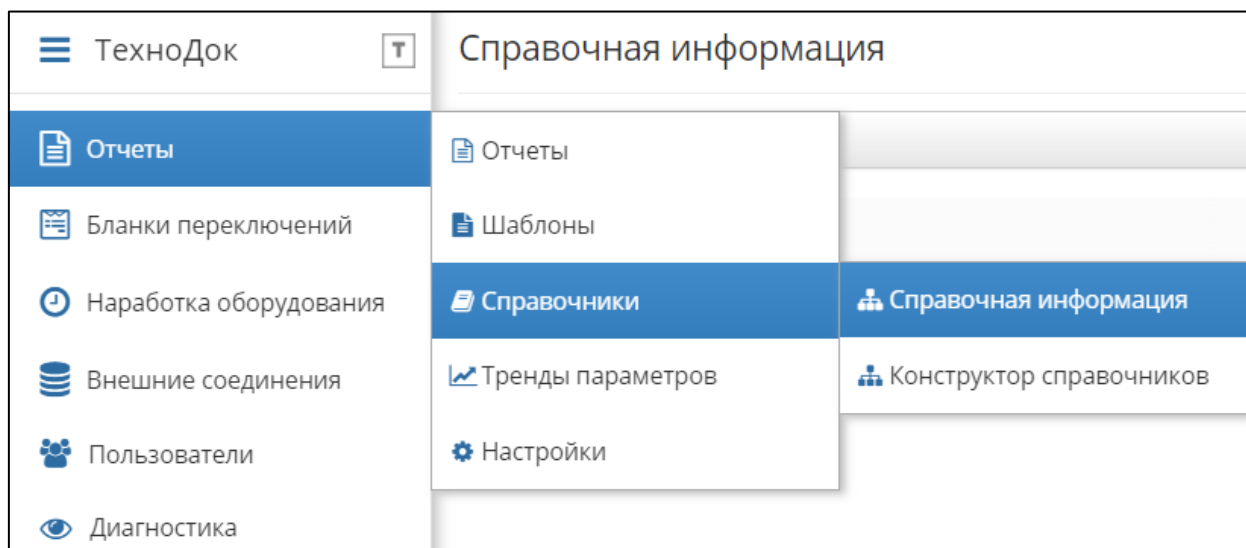 ТехноДок
T
Справочная информация
Отчеты
Бланки переключений
Наработка оборудования
Внешние соединения
Пользователи
Диагностика
Отчеты
Шаблоны
Справочники
Тренды параметров
Настройки
Справочная информация
Конструктор справочников